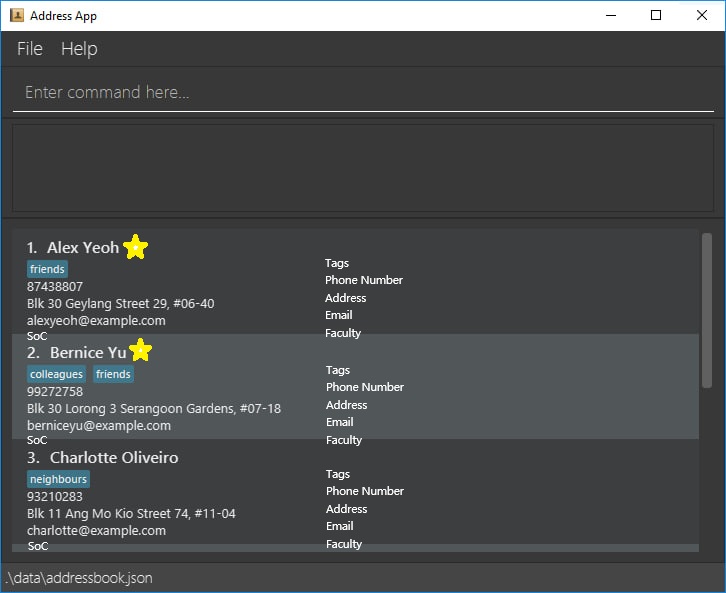 Address App
File Help
Enter command here...
1. Alex Yeoh
friends
Tags
87438807
Phone Number
Blk 30 Geylang Street 29, #06-40
Address
alexyeoh@example.com
Email
SoC
Faculty
2. Bernice Yu
colleagues friends
Tags
99272758
Phone Number
Blk 30 Lorong 3 Serangoon Gardens, #07-18
Address
berniceyu@example.com
Email
SoC
Faculty
3. Charlotte Oliveiro
neighbours
Tags
93210283
Phone Number
Blk 11 Ang Mo Kio Street 74, #11-04
Address
charlotte@example.com
Email
SoC
Faculty
.\data\addressbook.json